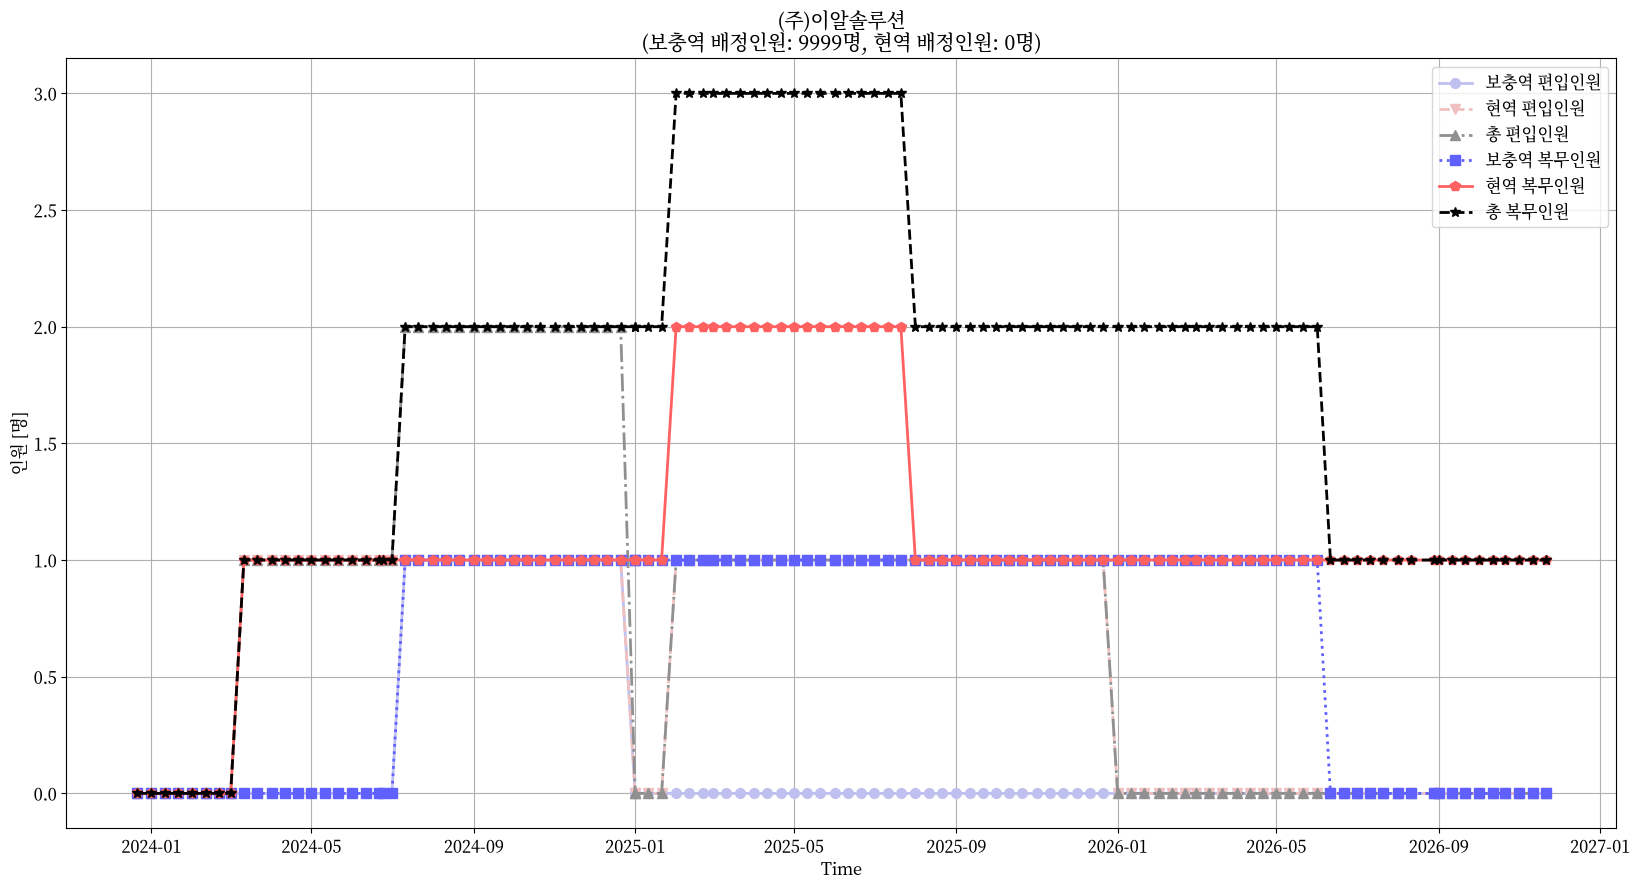 (주)이알솔루션
(보충역 배정인원: 9999명, 현역 배정인원: 0명)
보충역 편입인원
현역 편입인원
총 편입인원
보충역 복무인원
현역 복무인원
총 복무인원
인원 [명]
3.0
2.5
2.0
1.5
1.0
0.5
0.0
2024-01
2024-05
2024-09
2025-01
2025-05
2025-09
2026-01
2026-05
2026-09
2027-01
Time